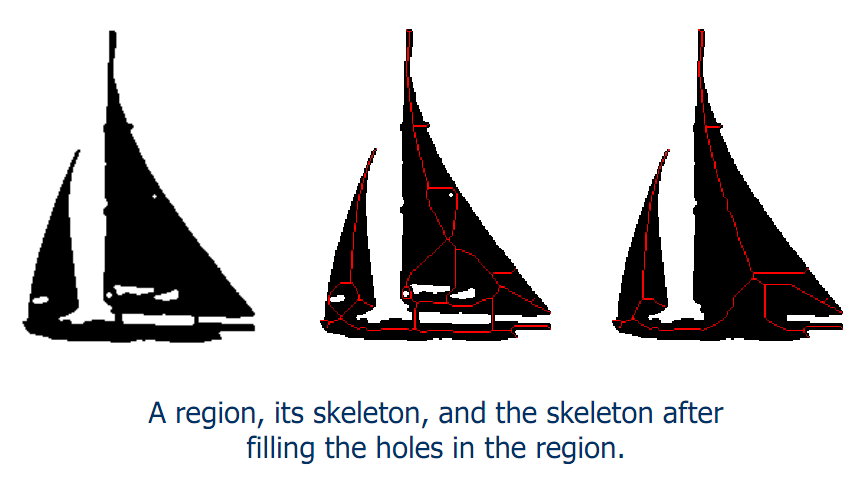 A region, its skeleton, and the skeleton after
filling the holes in the region.